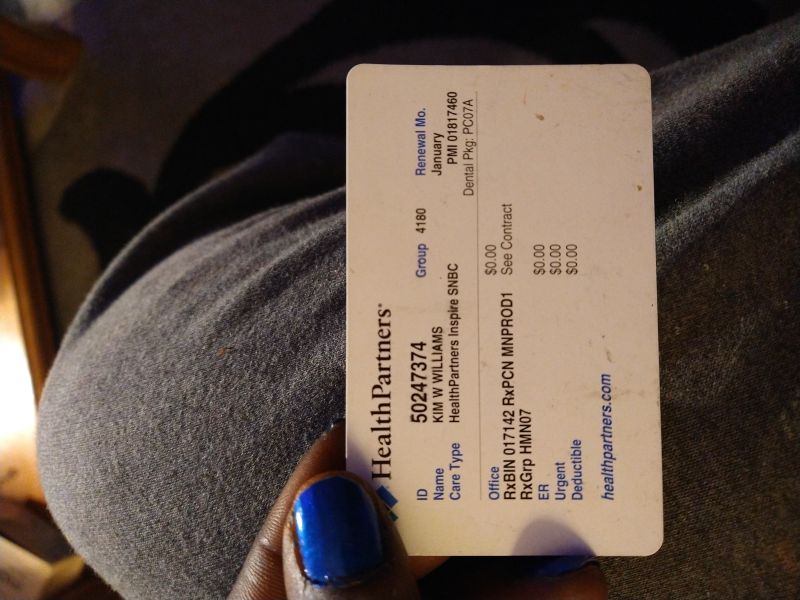 HealthPartners®
ID 50247374 Group 4180 Renewal Mo.
Name KIM W WILLIAMS January
Care Type HealthPartners Inspire SNBC PMI 01817460
Dental Pkg: PC07A
Office $0.00
RxBIN 017142 RxPCN MNPROD1 See Contract
RxGrp HMN07
ER $0.00
Urgent $0.00
Deductible $0.00
healthpartners.com